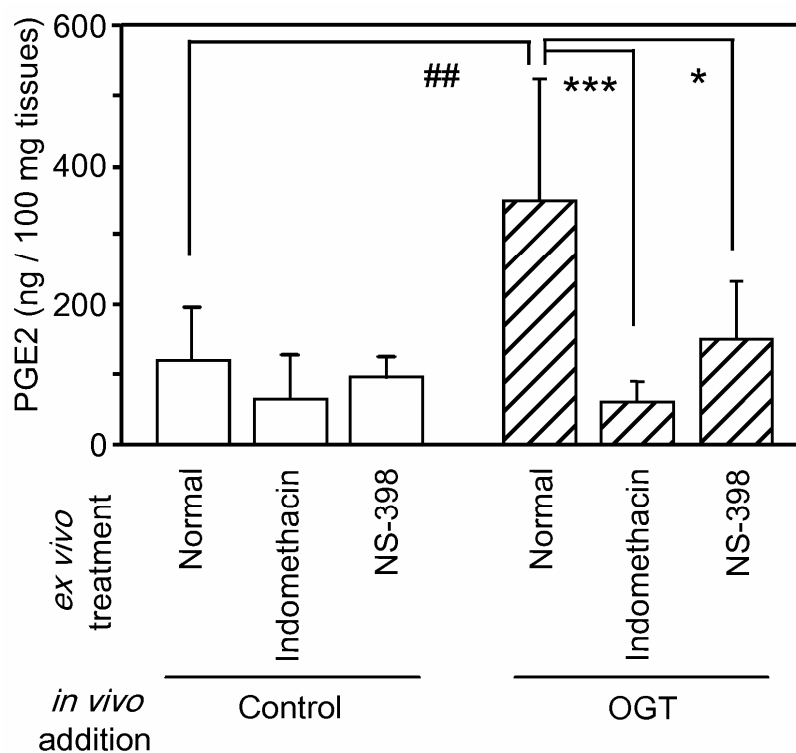 600
400
200
0
PGE2 (ng / 100 mg tissues)
##
***
*
ex vivo
treatment
Normal
Indomethacin
NS-398
Normal
Indomethacin
NS-398
in vivo
addition
Control
OGT